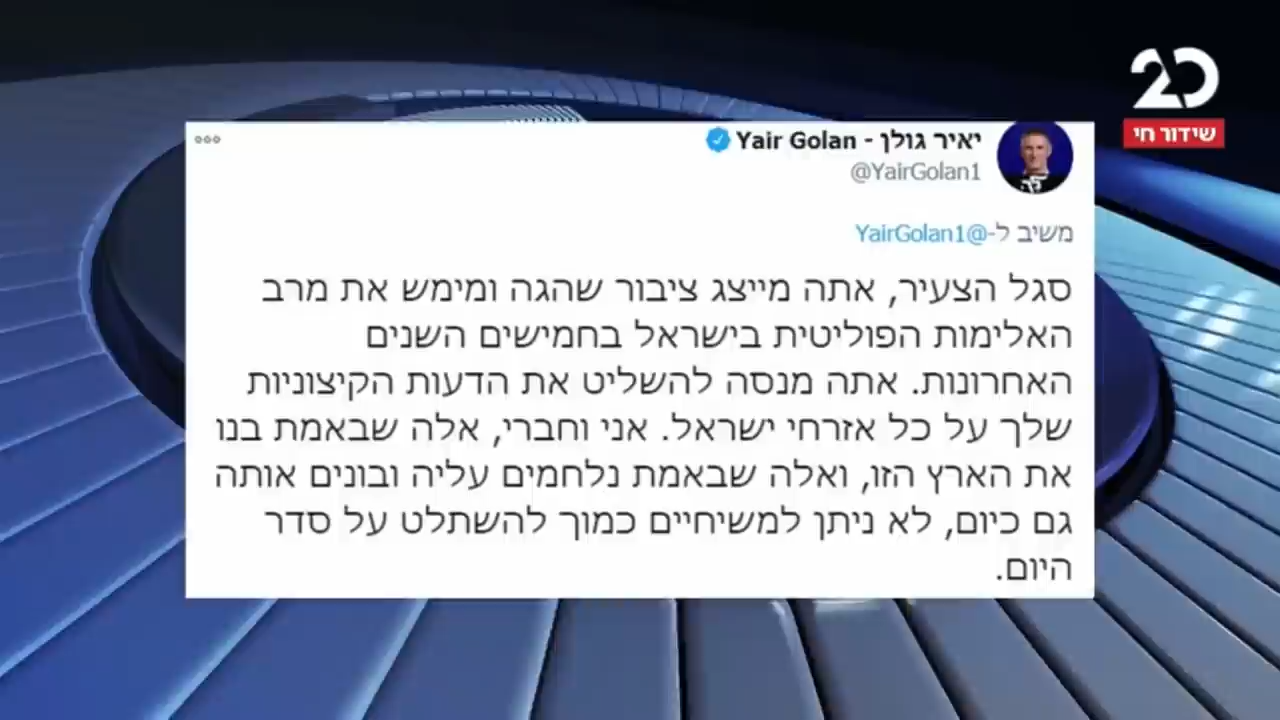 20
שידור חי
יאיר גולן - Yair Golan
@YairGolan1
משיב ל-@YairGolan1
סגל הצעיר, אתה מייצג ציבור שהגה ומימש את מרב
האלימות הפוליטית בישראל בחמישים השנים
האחרונות. אתה מנסה להשליט את הדעות הקיצוניות
שלך על כל אזרחי ישראל. אני וחברי, אלה שבאמת בנו
את הארץ הזו, ואלה שבאמת נלחמים עליה ובונים אותה
גם כיום, לא ניתן למשיחיים כמוך להשתלט על סדר
היום.